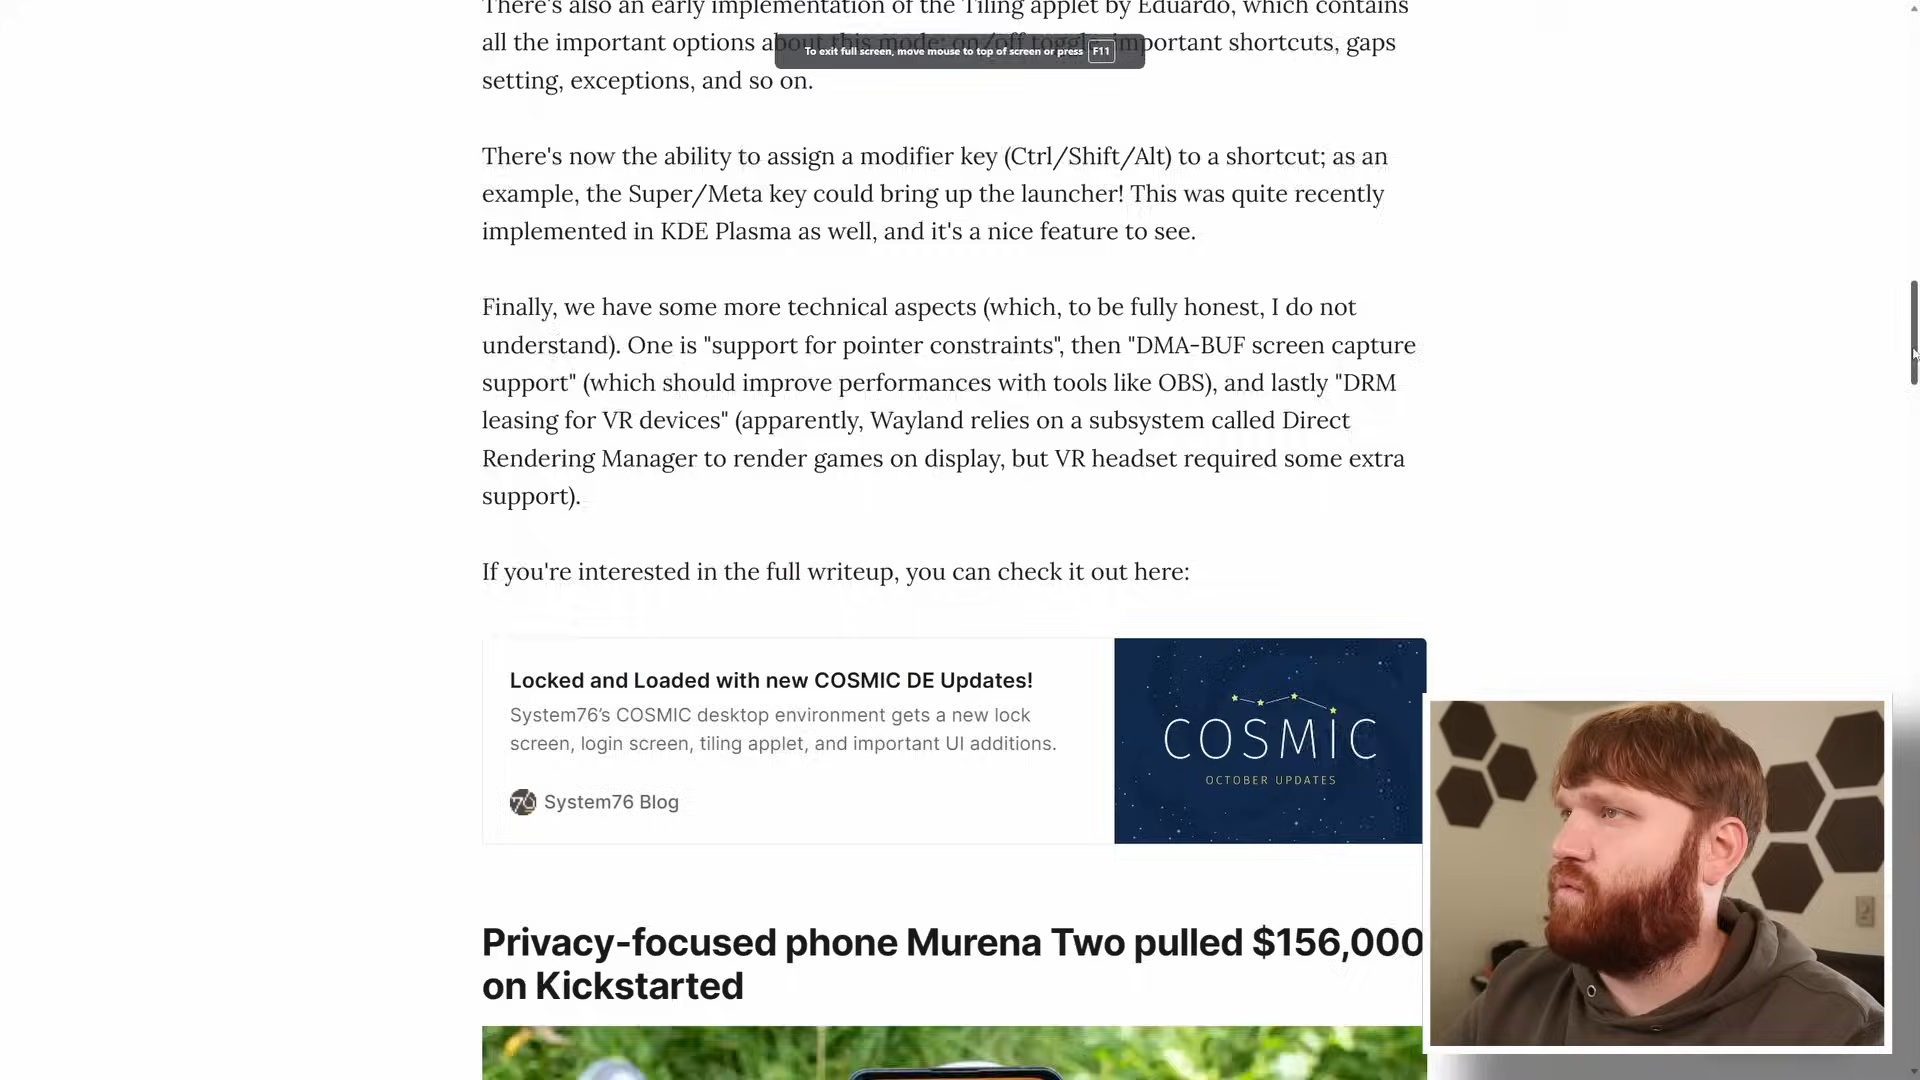 There's also an early implementation of the Tiling applet by Eduardo, which contains
all the important options about this mode: on/off toggle, important shortcuts, gaps
To exit full screen, move mouse to top of screen or press F11
setting, exceptions, and so on.
There's now the ability to assign a modifier key (Ctrl/Shift/Alt) to a shortcut; as an
example, the Super/Meta key could bring up the launcher! This was quite recently
implemented in KDE Plasma as well, and it's a nice feature to see.
Finally, we have some more technical aspects (which, to be fully honest, I do not
understand). One is "support for pointer constraints", then "DMA-BUF screen capture
support" (which should improve performances with tools like OBS), and lastly "DRM
leasing for VR devices" (apparently, Wayland relies on a subsystem called Direct
Rendering Manager to render games on display, but VR headset required some extra
support).
If you're interested in the full writeup, you can check it out here:
Locked and Loaded with new COSMIC DE Updates!
System76’s COSMIC desktop environment gets a new lock
screen, login screen, tiling applet, and important UI additions.
76 System76 Blog
COSMIC
OCTOBER UPDATES
Privacy-focused phone Murena Two pulled $156,000
on Kickstarted